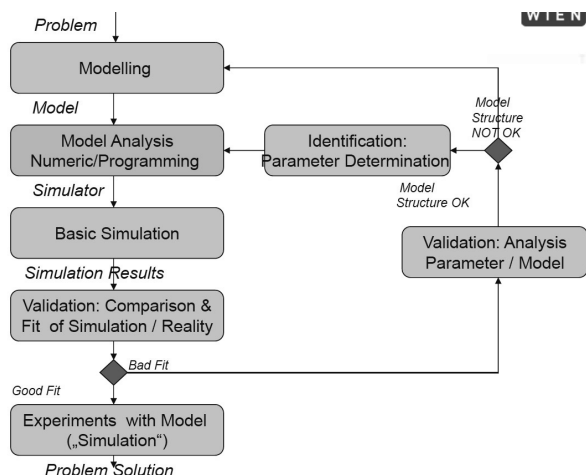 WIEN
Problem
Modelling
Model
Model
Structure
NOT OK
Model Analysis
Numeric/Programming
Identification:
Parameter Determination
Simulator
Model
Structure OK
Basic Simulation
Validation: Analysis
Parameter / Model
Simulation Results
Validation: Comparison &
Fit of Simulation / Reality
Bad Fit
Good Fit
Experiments with Model
(„Simulation“)
Problem Solution